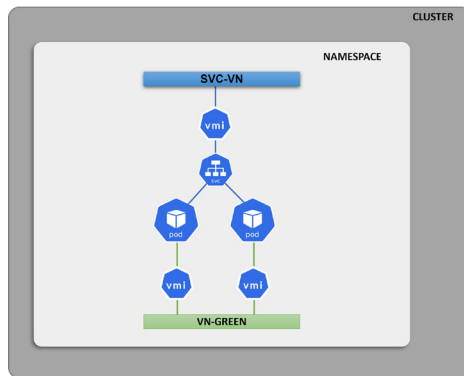 CLUSTER
NAMESPACE
SVC-VN
vmi
svc
pod
pod
vmi
vmi
VN-GREEN